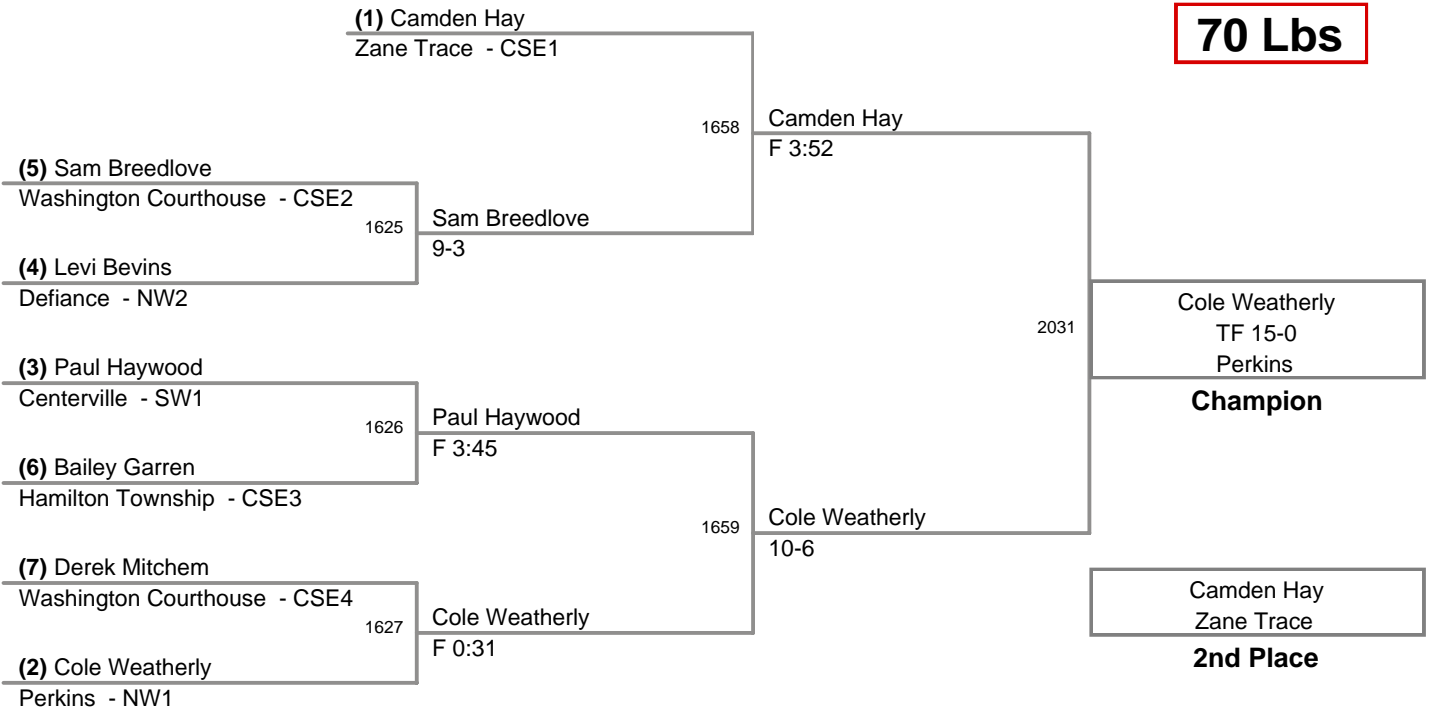 (1) Camden Hay
Zane Trace - CSE1
70 Lbs
1658
Camden Hay
F 3:52
(5) Sam Breedlove
Washington Courthouse - CSE2
1625
Sam Breedlove
9-3
(4) Levi Bevins
Defiance - NW2
2031
Cole Weatherly
TF 15-0
Perkins
Champion
(3) Paul Haywood
Centerville - SW1
1626
Paul Haywood
F 3:45
(6) Bailey Garren
Hamilton Township - CSE3
1659
Cole Weatherly
10-6
(7) Derek Mitchem
Washington Courthouse - CSE4
1627
Cole Weatherly
F 0:31
(2) Cole Weatherly
Perkins - NW1
Camden Hay
Zane Trace
2nd Place